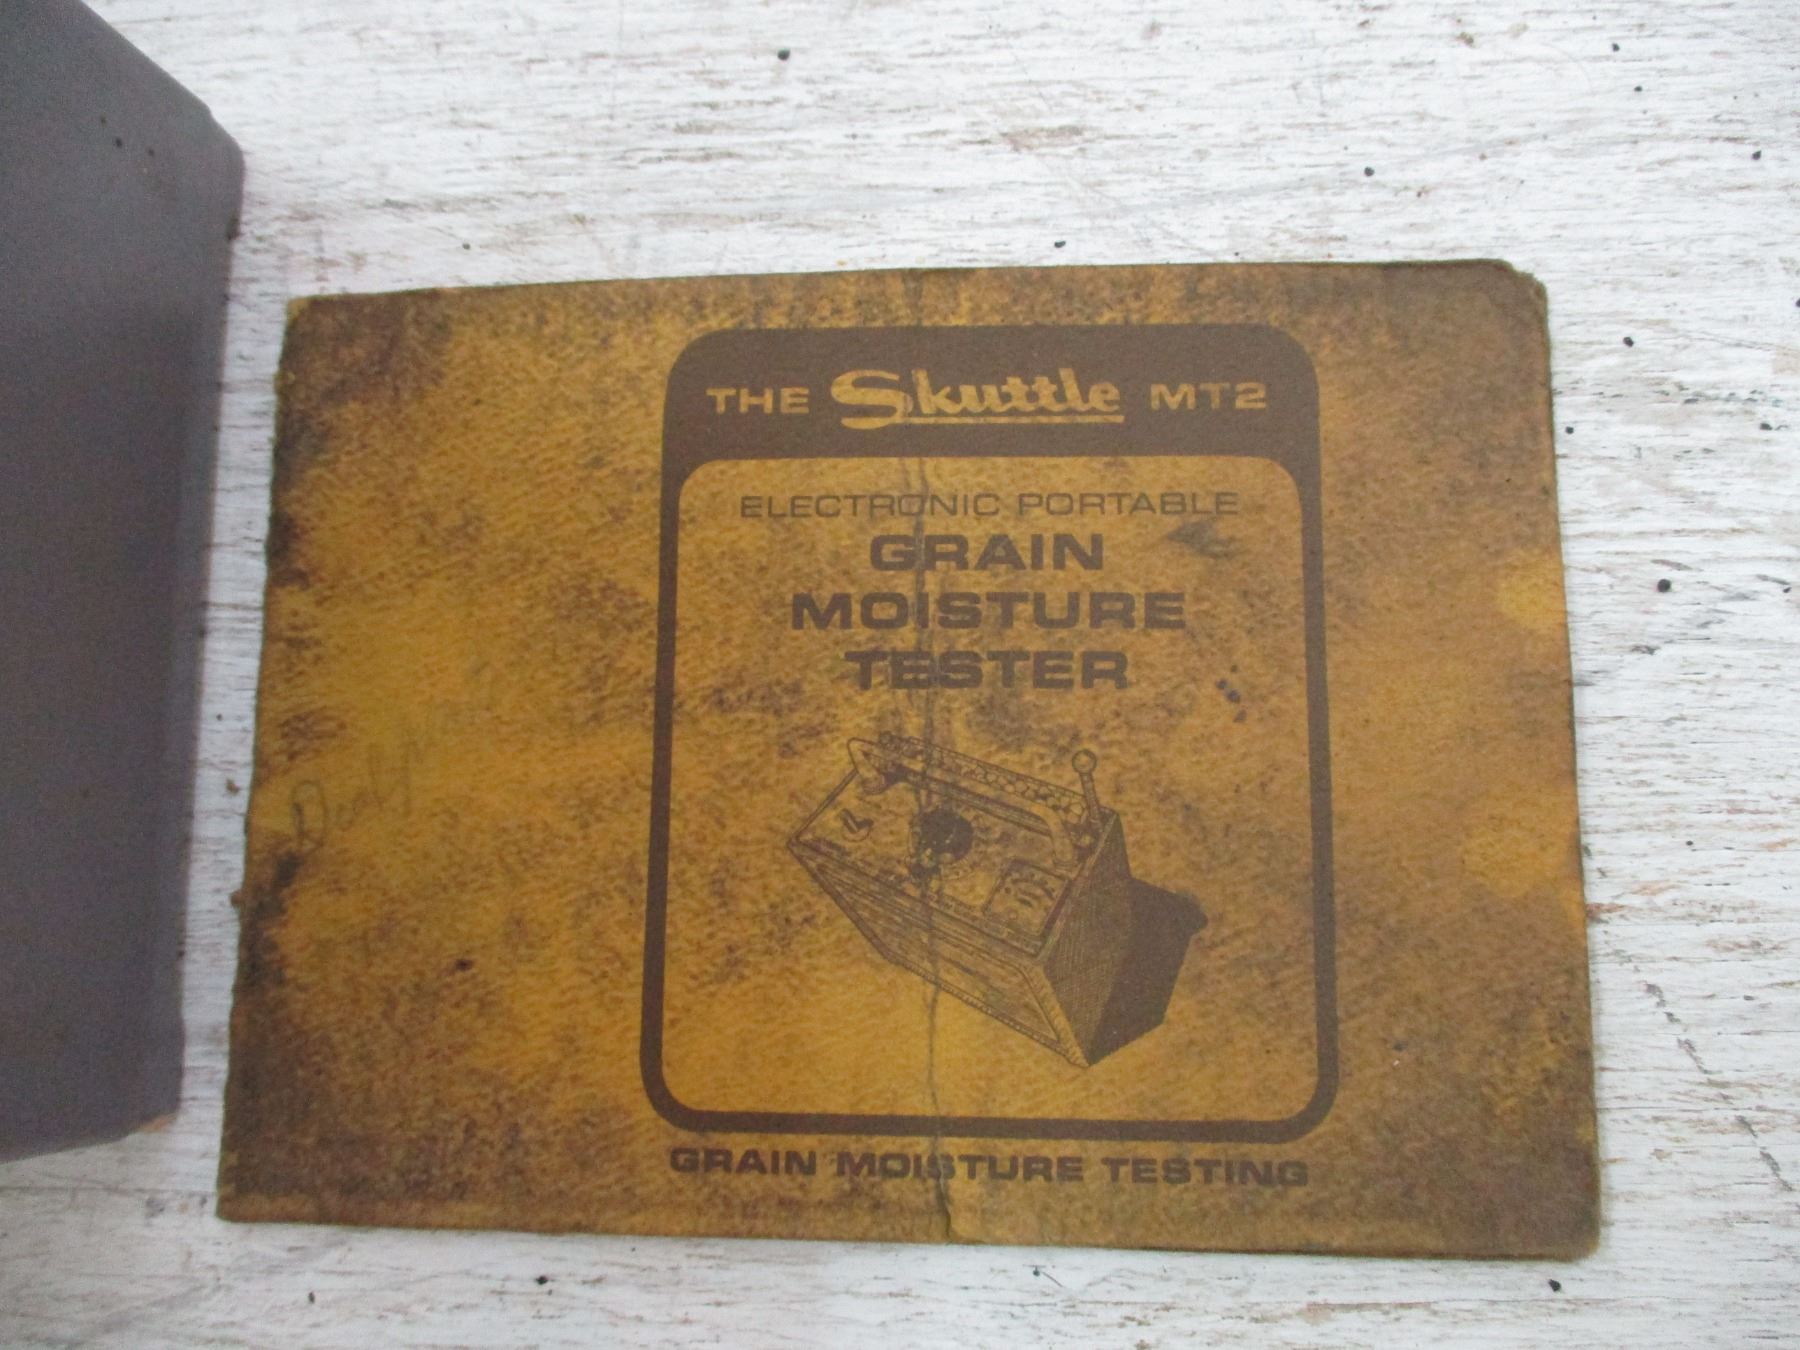 THE Skuttle MT2
ELECTRONIC PORTABLE
GRAIN
MOISTURE
TESTER
GRAIN MOISTURE TESTING